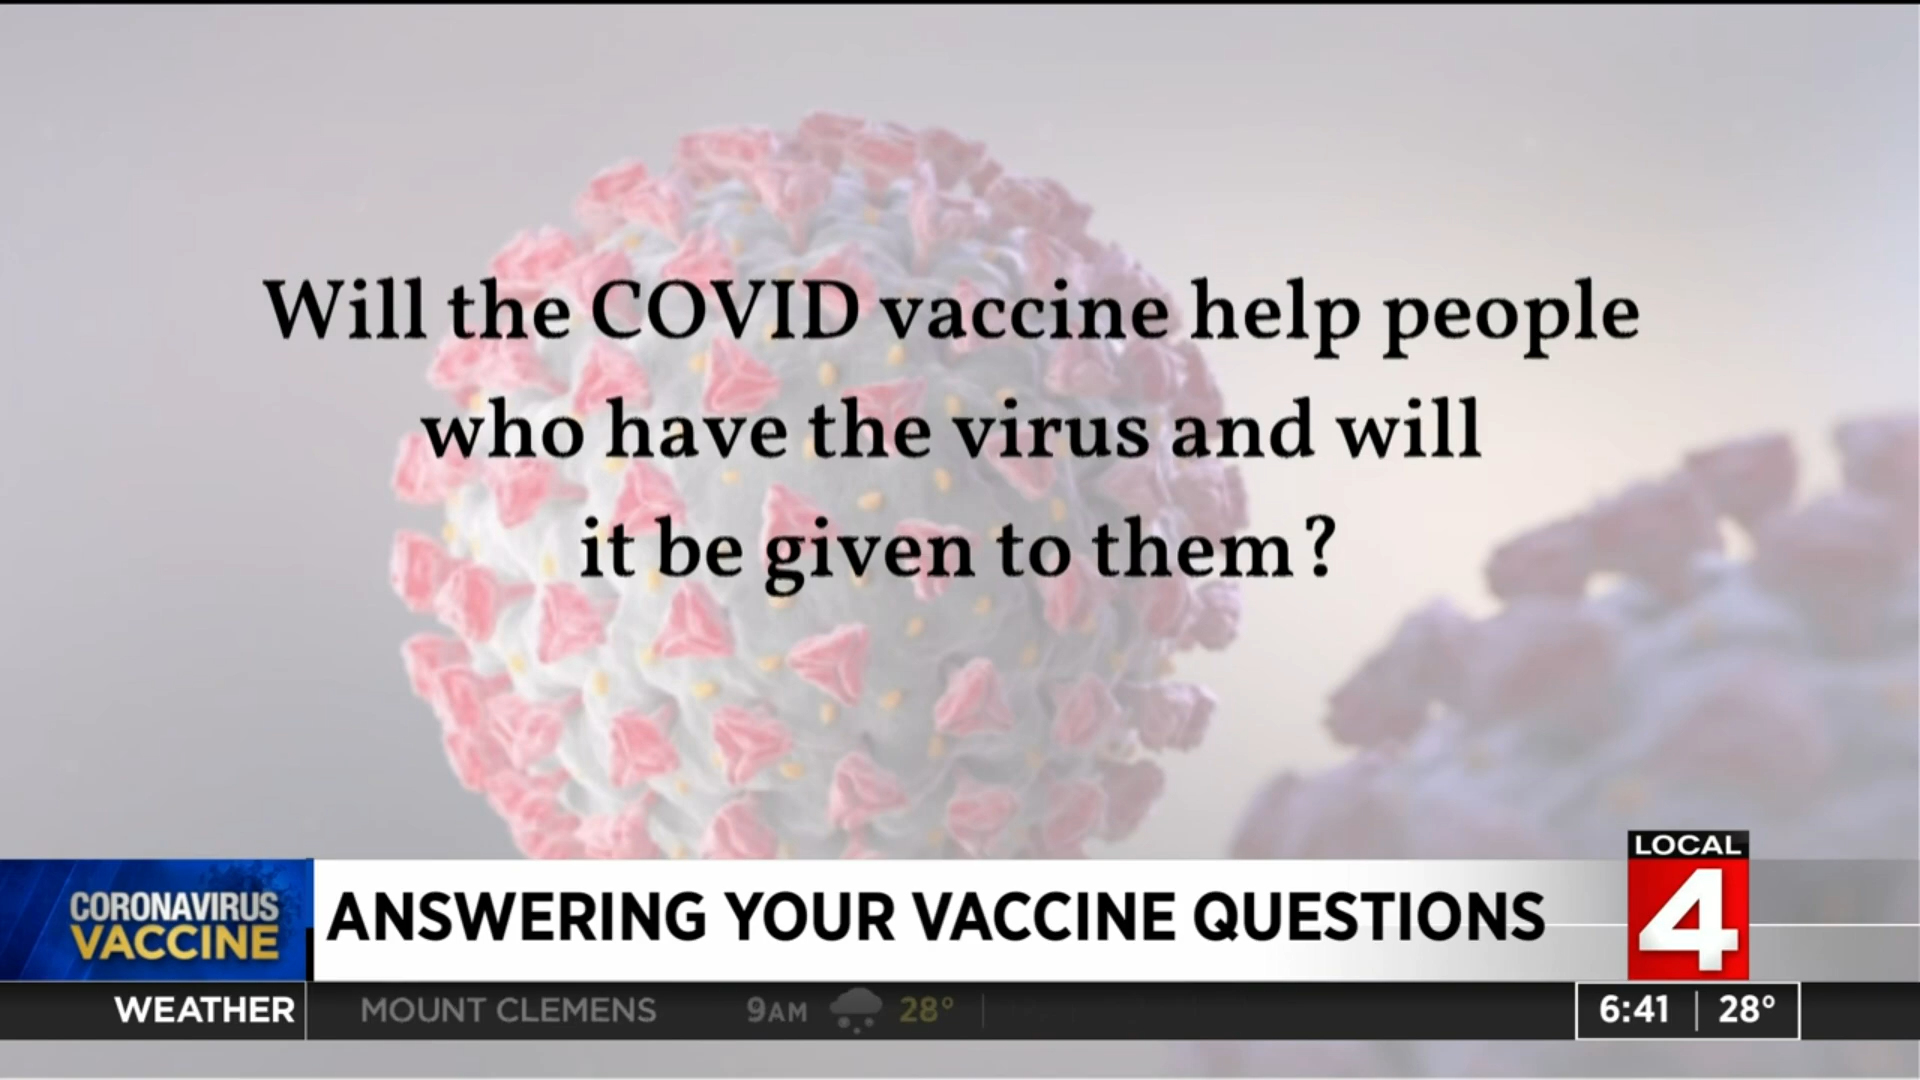 Will the COVID vaccine help people
who have the virus and will
it be given to them?
LOCAL
4
CORONAVIRUS
VACCINE
ANSWERING YOUR VACCINE QUESTIONS
WEATHER
MOUNT CLEMENS 9AM 28°
6:41 28°